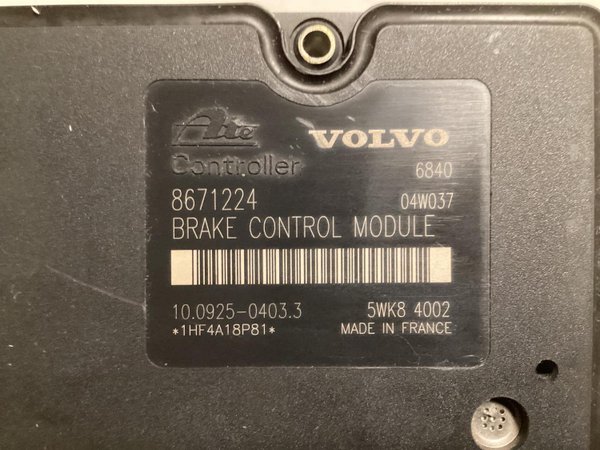 Ate VOLVO
Controller 6840
8671224 04W037
BRAKE CONTROL MODULE
10.0925-0403.3 5WK8 4002
*1HF4A18P81* MADE IN FRANCE